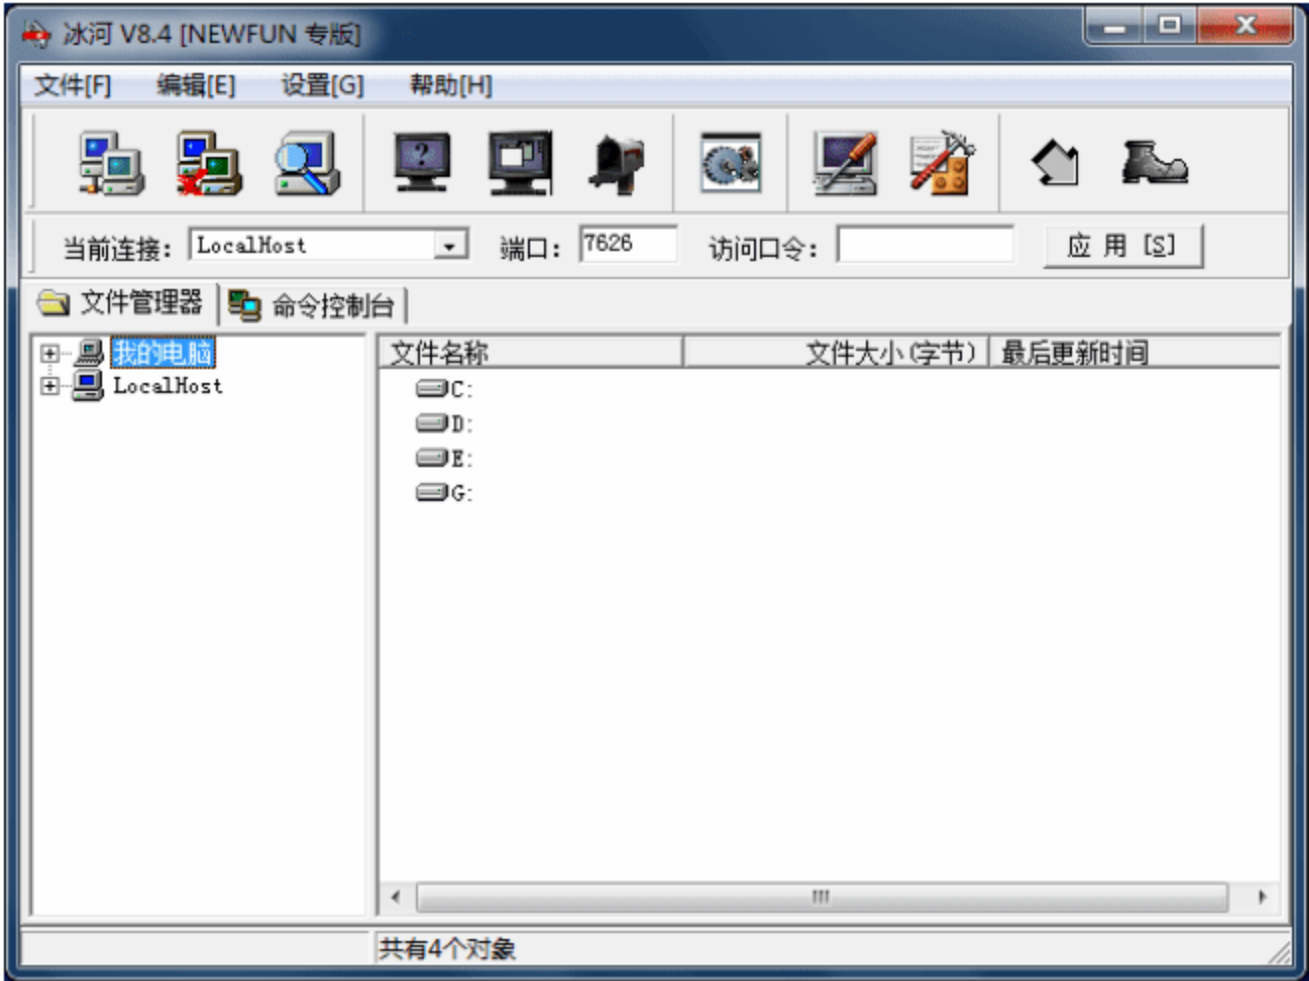 冰河 V8.4 [NEWFUN 专版]
文件[F] 编辑[E] 设置[G] 帮助[H]
?
当前连接: LocalHost 端口: 7626 访问口令: 应 用 [S]
文件管理器 命令控制台
我的电脑
LocalHost
文件名称 文件大小(字节) 最后更新时间
C:
D:
E:
G:
共有4个对象